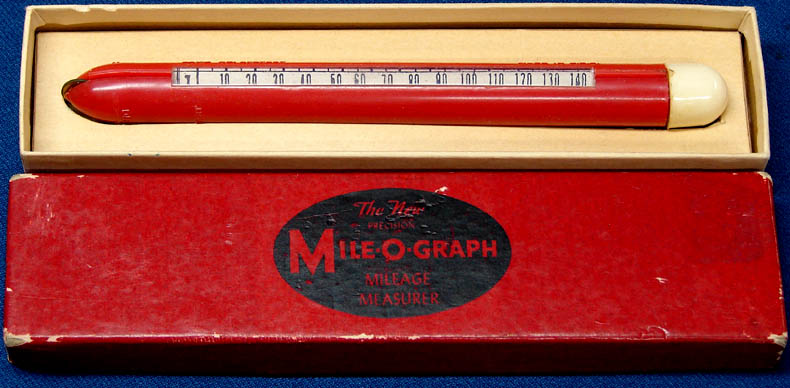 10 20 30 40 50 60 70 80 90 100 110 120 130 140
The New
PRECISION
MILE-O-GRAPH
MILEAGE
MEASURER